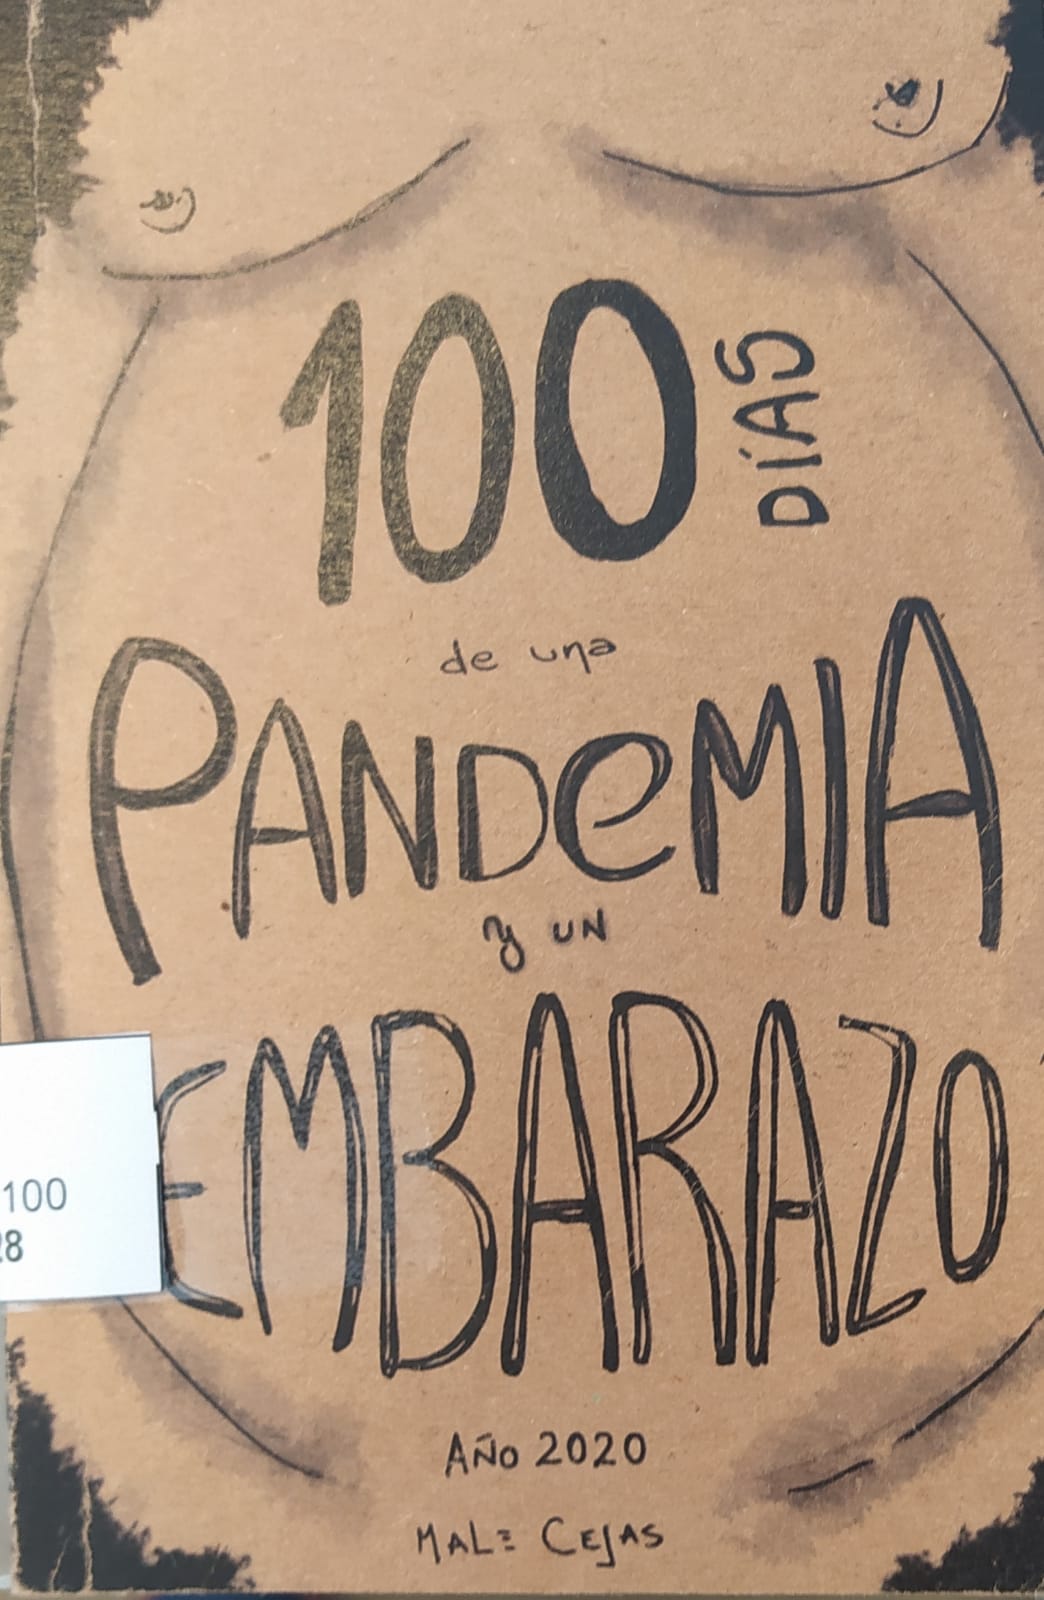 100
DÍAS
de una
PANDeMIA
y UN
EMBARAZO
100
28
AÑO 2020
MALE CEJAS